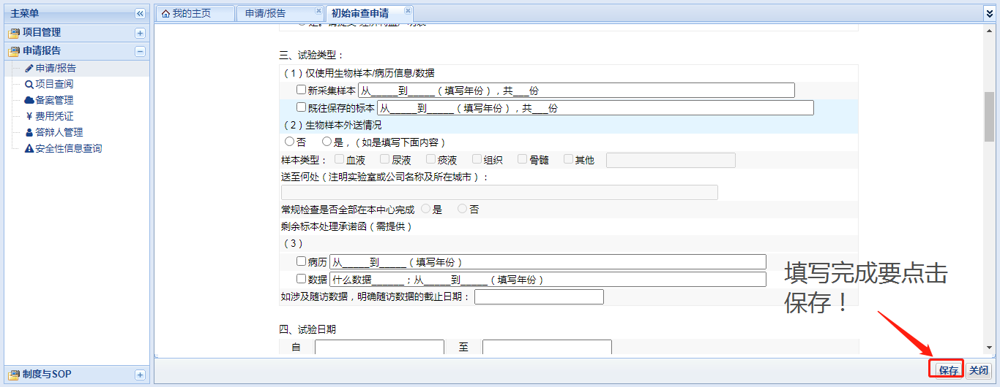 主菜单
项目管理
申请报告
申请/报告
项目查阅
备案管理
¥ 费用凭证
答辩人管理
安全性信息查询
制度与SOP
我的主页 申请/报告 初始审查申请
三、试验类型：
（1）仅使用生物样本/病历信息/数据
新采集样本 从_____到_____（填写年份），共___份
既往保存的标本 从_____到_____（填写年份），共___份
（2）生物样本外送情况
否 是，（如是填写下面内容）
样本类型： 血液 尿液 痰液 组织 骨髓 其他
送至何处（注明实验室或公司名称及所在城市）：
常规检查是否全部在本中心完成 是 否
剩余标本处理承诺函（需提供）
（3）
病历 从_____到_____（填写年份）
数据 什么数据______；从_____到_____（填写年份）
如涉及随访数据，明确随访数据的截止日期：
四、试验日期
自 至
填写完成要点击
保存！
保存 关闭